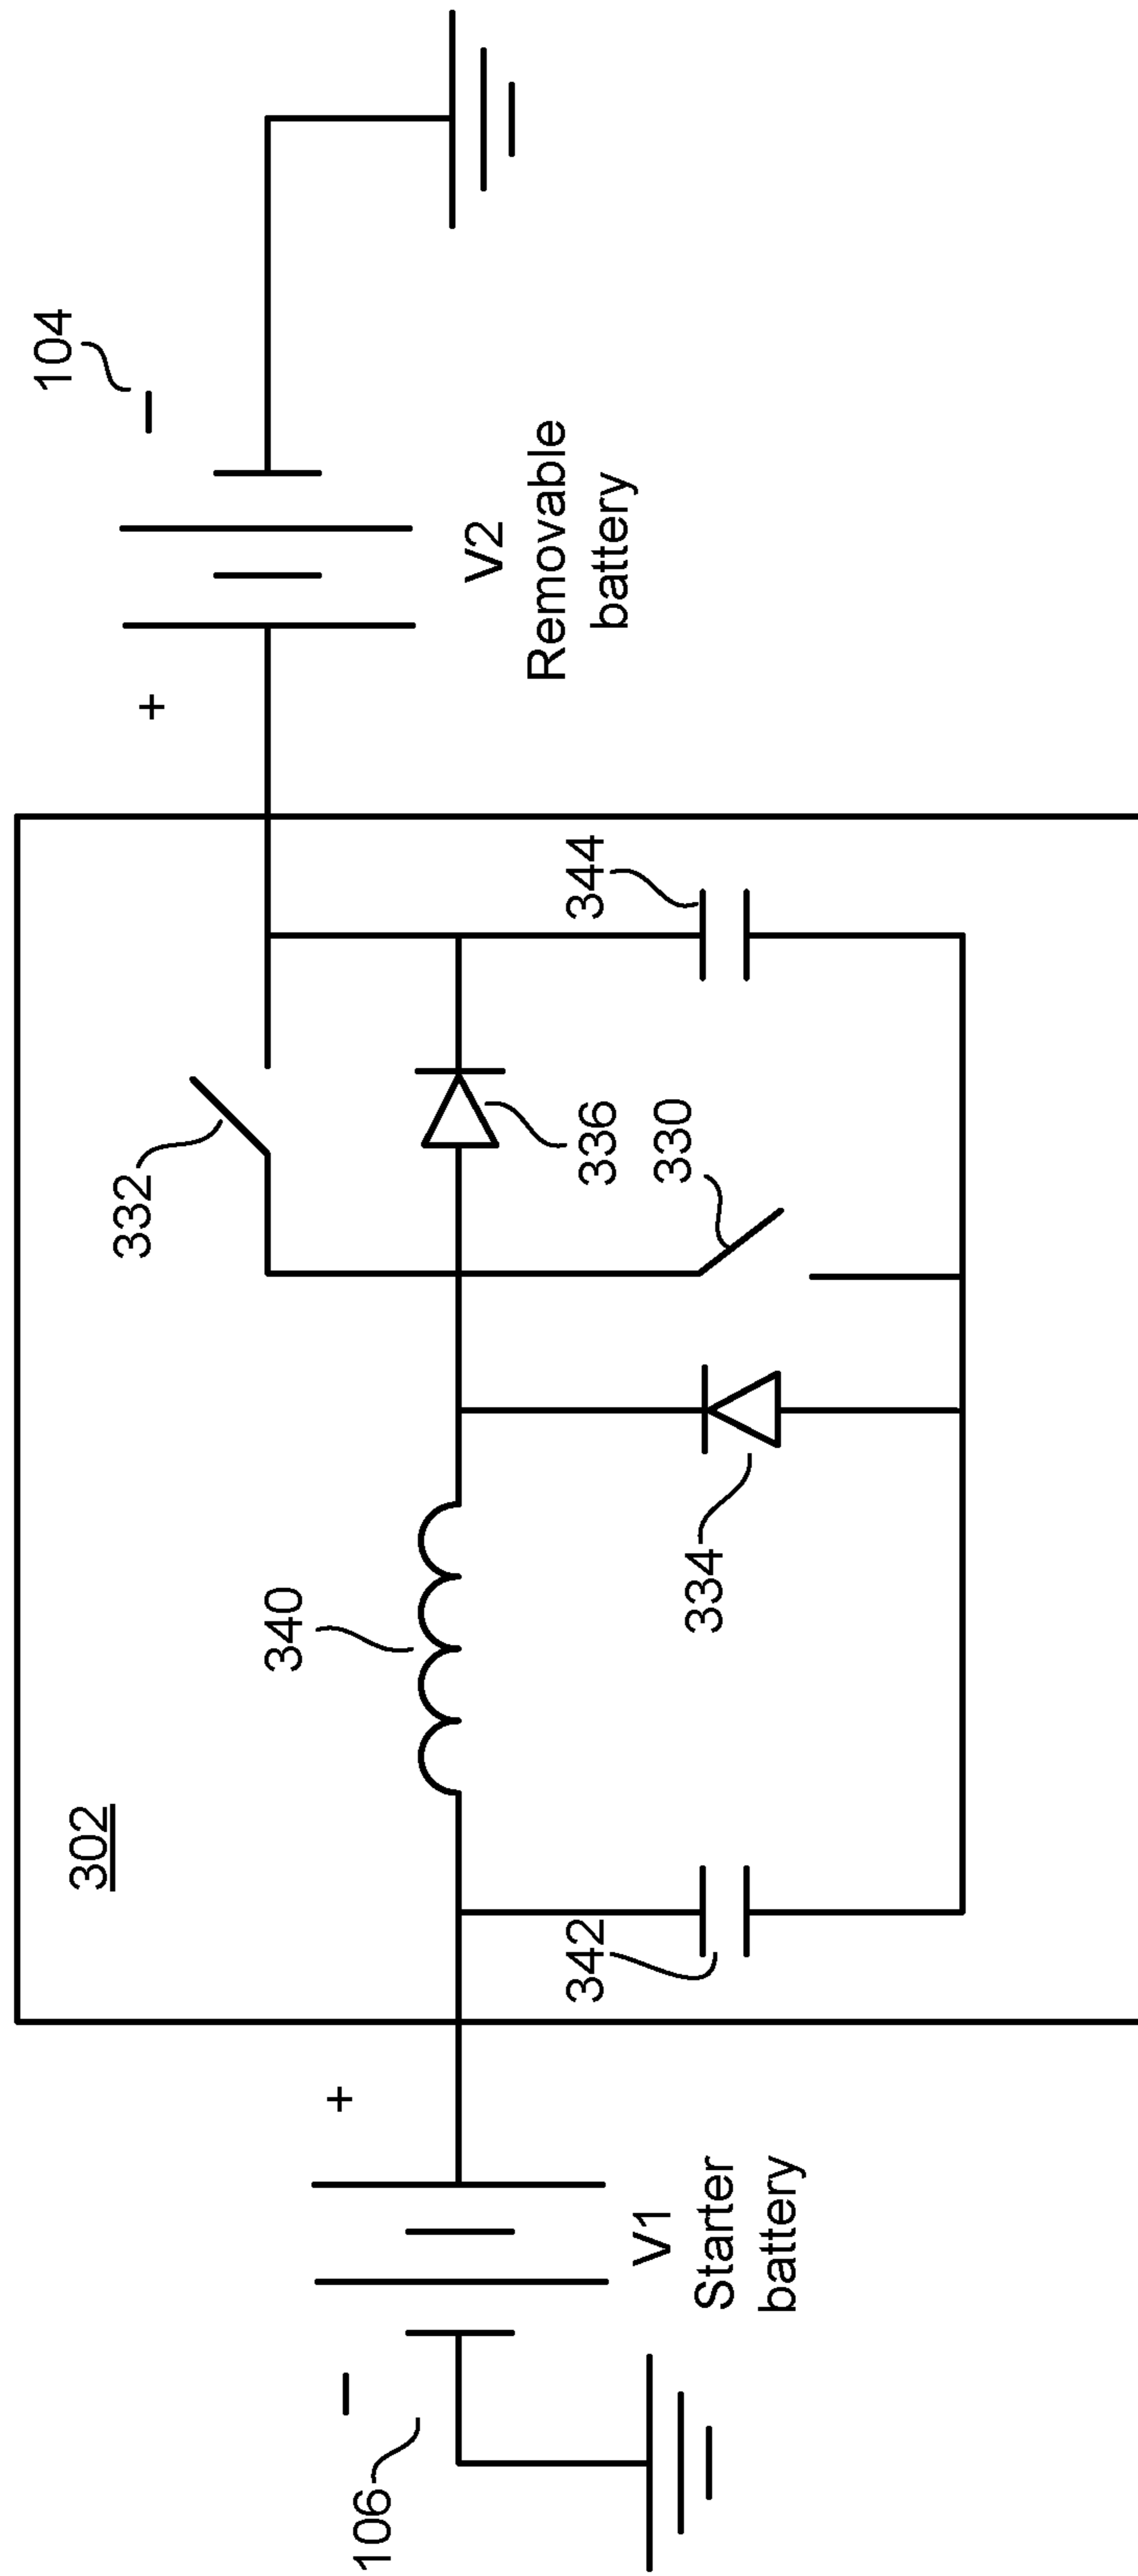 104
302
332
+
−
340
106
−
+
V2
Removable
battery
342
344
336
V1
Starter
battery
330
334